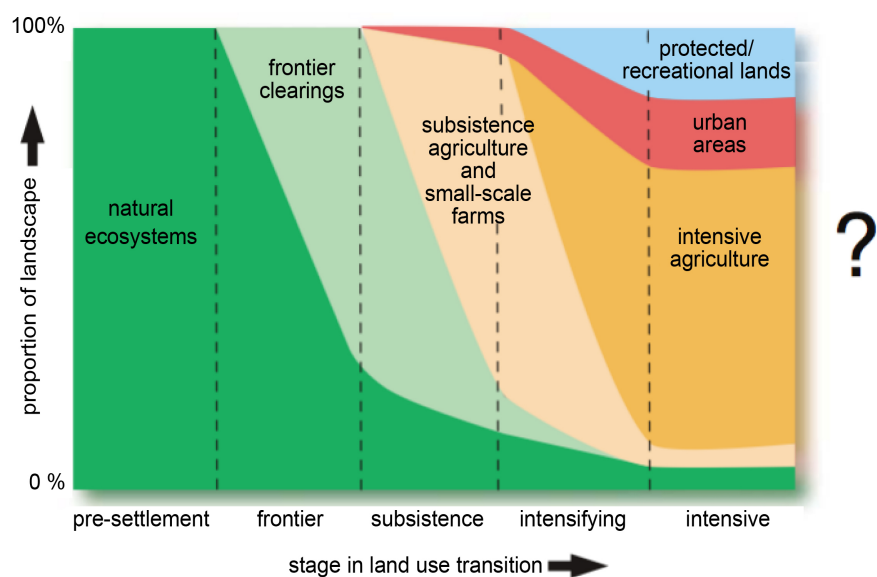 100%
protected/
recreational lands
frontier
clearings
urban
areas
subsistence
agriculture
and
small-scale
farms
natural
ecosystems
intensive
agriculture
?
proportion of landscape
0 %
pre-settlement
frontier
subsistence
intensifying
intensive
stage in land use transition